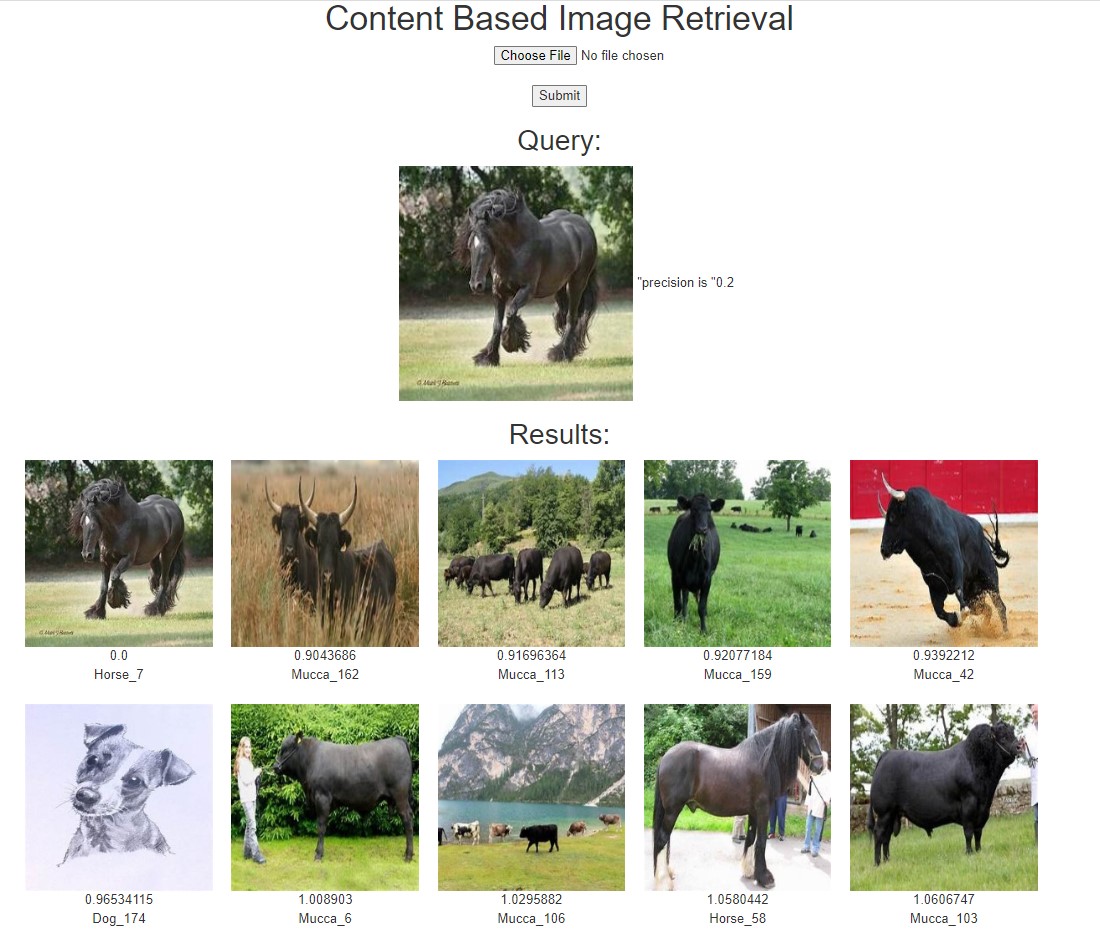 Content Based Image Retrieval
Choose File No file chosen
Submit
Query:
"precision is "0.2
Results:
0.0 0.9043686 0.91696364 0.92077184 0.9392212
Horse_7 Mucca_162 Mucca_113 Mucca_159 Mucca_42
0.96534115 1.008903 1.0295882 1.0580442 1.0606747
Dog_174 Mucca_6 Mucca_106 Horse_58 Mucca_103